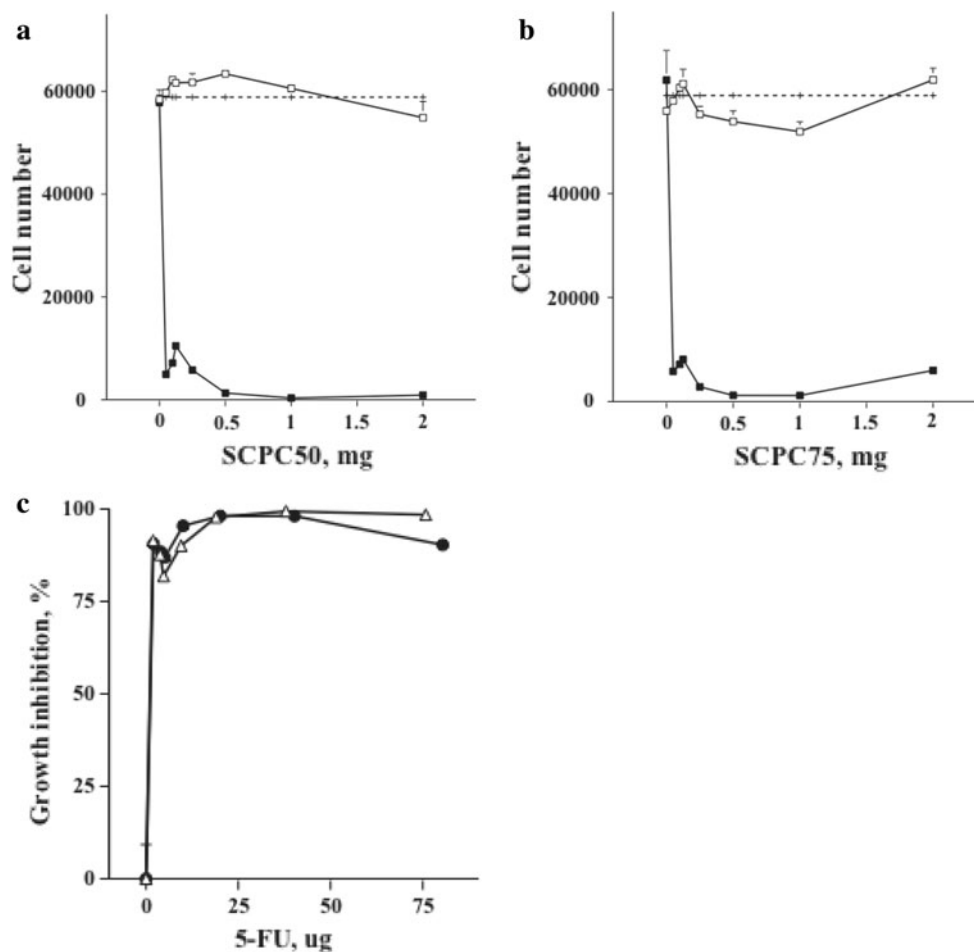 a
60000
40000
20000
0
Cell number
0 0.5 1 1.5 2
SCPC50, mg
b
60000
40000
20000
0
Cell number
0 0.5 1 1.5 2
SCPC75, mg
c
100
75
50
25
0
Growth inhibition, %
0 25 50 75
5-FU, ug